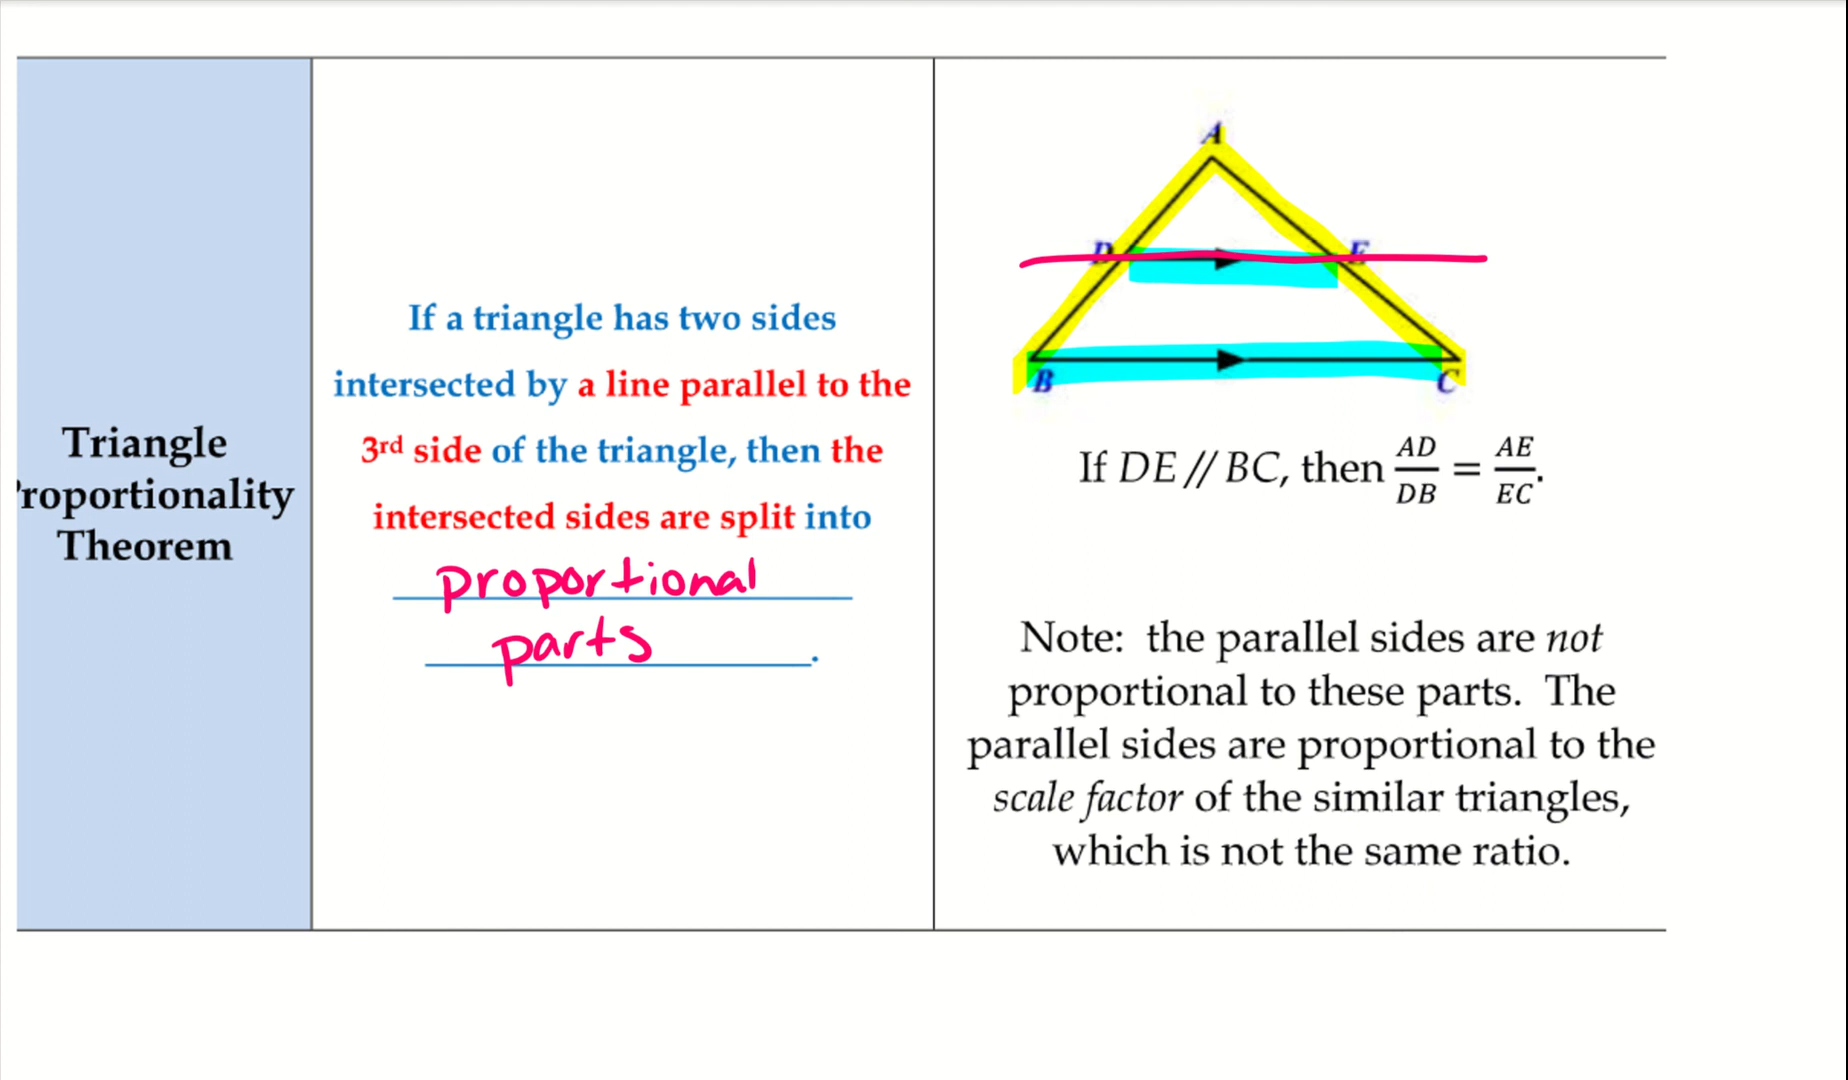 Triangle
roportionality
Theorem
If a triangle has two sides
intersected by a line parallel to the
3rd side of the triangle, then the
intersected sides are split into
proportional
parts.
A
D E
B C
If DE // BC, then AD/DB = AE/EC.
Note: the parallel sides are not
proportional to these parts. The
parallel sides are proportional to the
scale factor of the similar triangles,
which is not the same ratio.